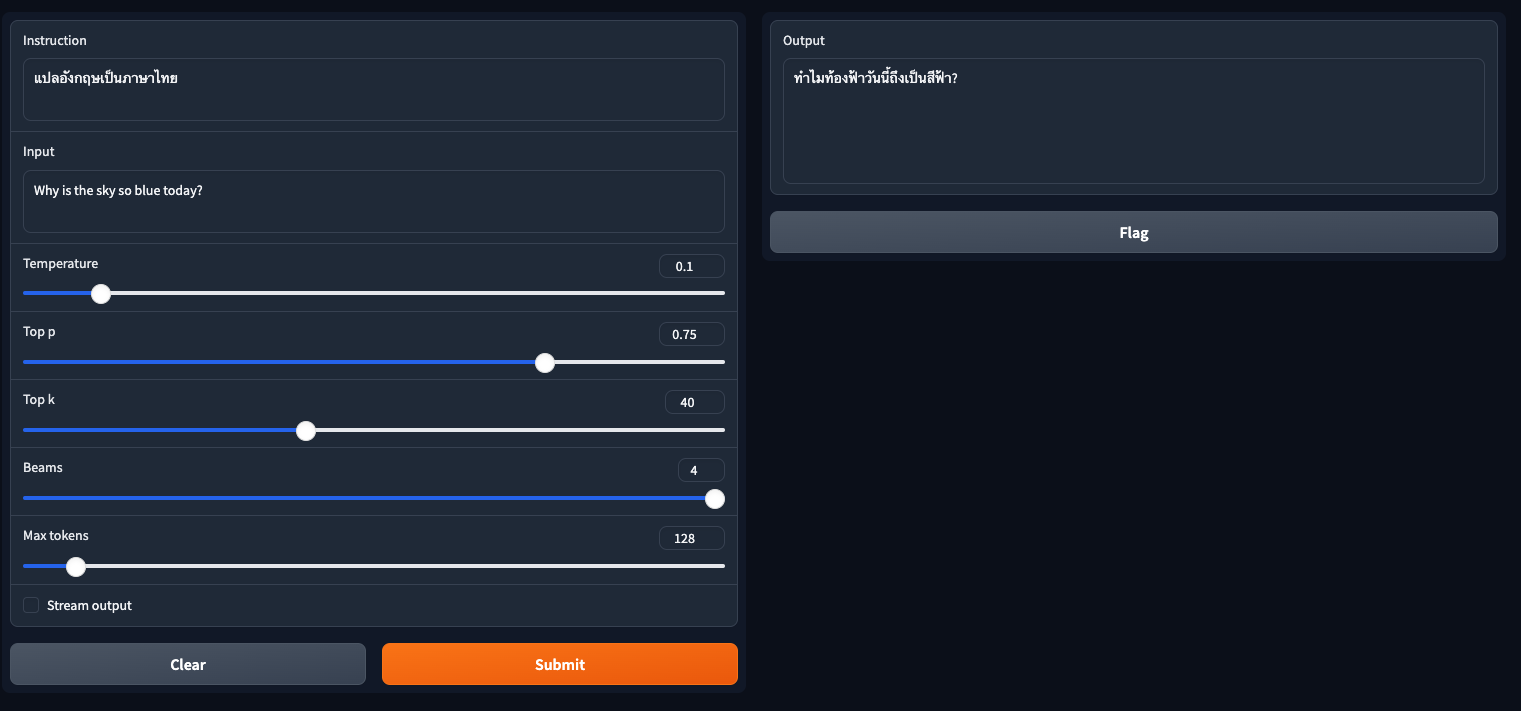 Instruction
แปลอังกฤษเป็นภาษาไทย
Input
Why is the sky so blue today?
Temperature
0.1
Top p
0.75
Top k
40
Beams
4
Max tokens
128
Stream output
Clear
Submit
Output
ทำไมท้องฟ้าวันนี้ถึงเป็นสีฟ้า?
Flag